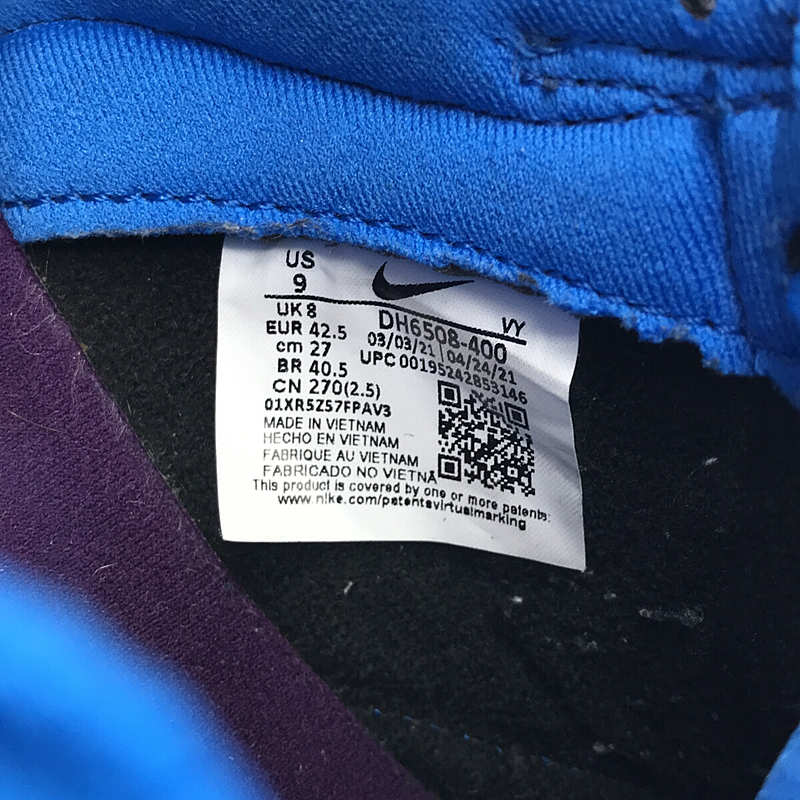 US
9
VY
UK 8
EUR 42.5
cm 27
BR 40.5
CN 270(2.5)
DH6508-400
03/03/21 | 04/24/21
UPC 00195242853146
01XR5Z57FPAV3
MADE IN VIETNAM
HECHO EN VIETNAM
FABRIQUE AU VIETNAM
FABRICADO NO VIETNÃ
This product is covered by one or more patents:
www.nike.com/patentsvirtualmarking